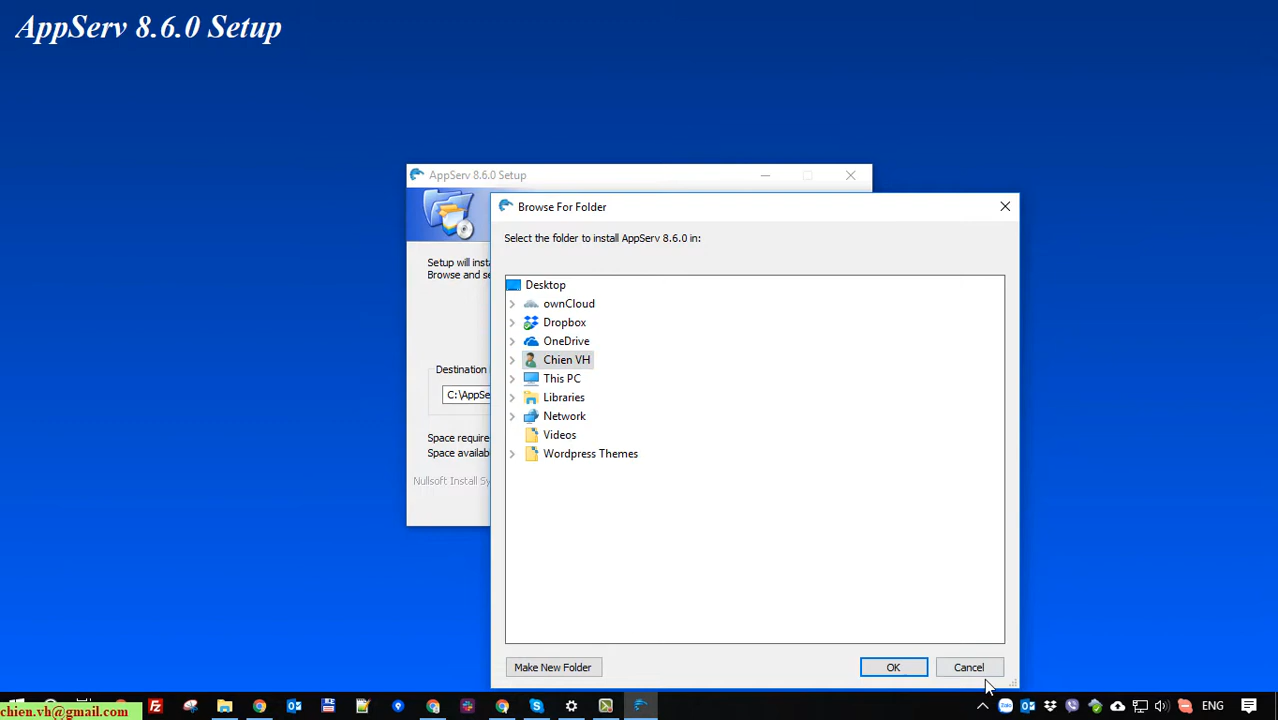 AppServ 8.6.0 Setup
AppServ 8.6.0 Setup
Browse For Folder
Select the folder to install AppServ 8.6.0 in:
Setup will insta
Browse and se
Desktop
ownCloud
Dropbox
OneDrive
Chien VH
This PC
Libraries
Network
Videos
Wordpress Themes
Destination
C:\AppSe
Space require
Space availab
Nullsoft Install Sy
Make New Folder
OK
Cancel
chien.vh@gmail.com
Zalo
ENG